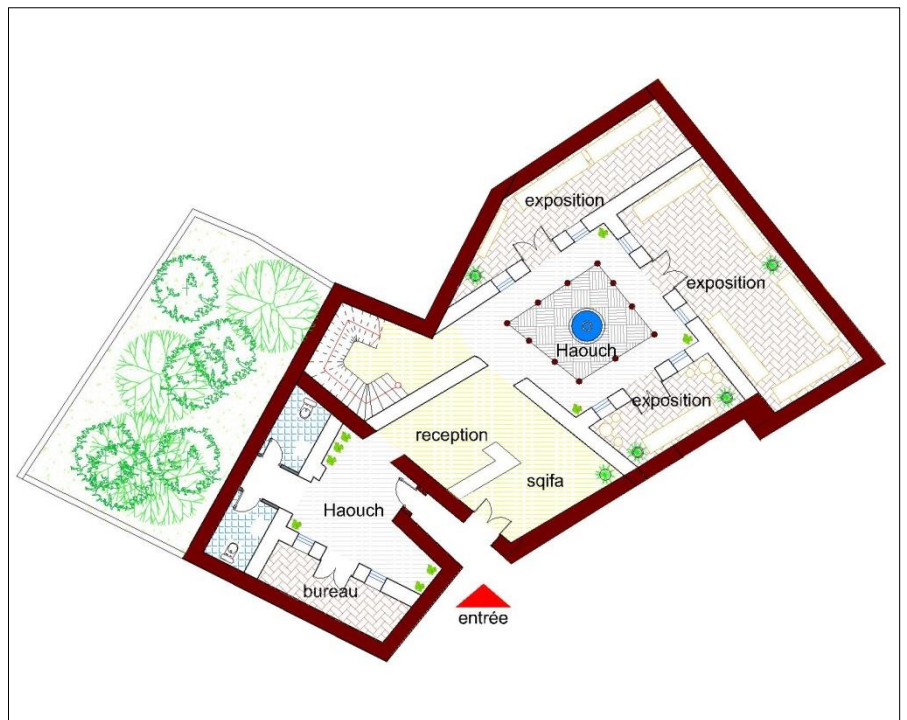 exposition
exposition
Haouch
exposition
reception
sqifa
Haouch
bureau
entrée